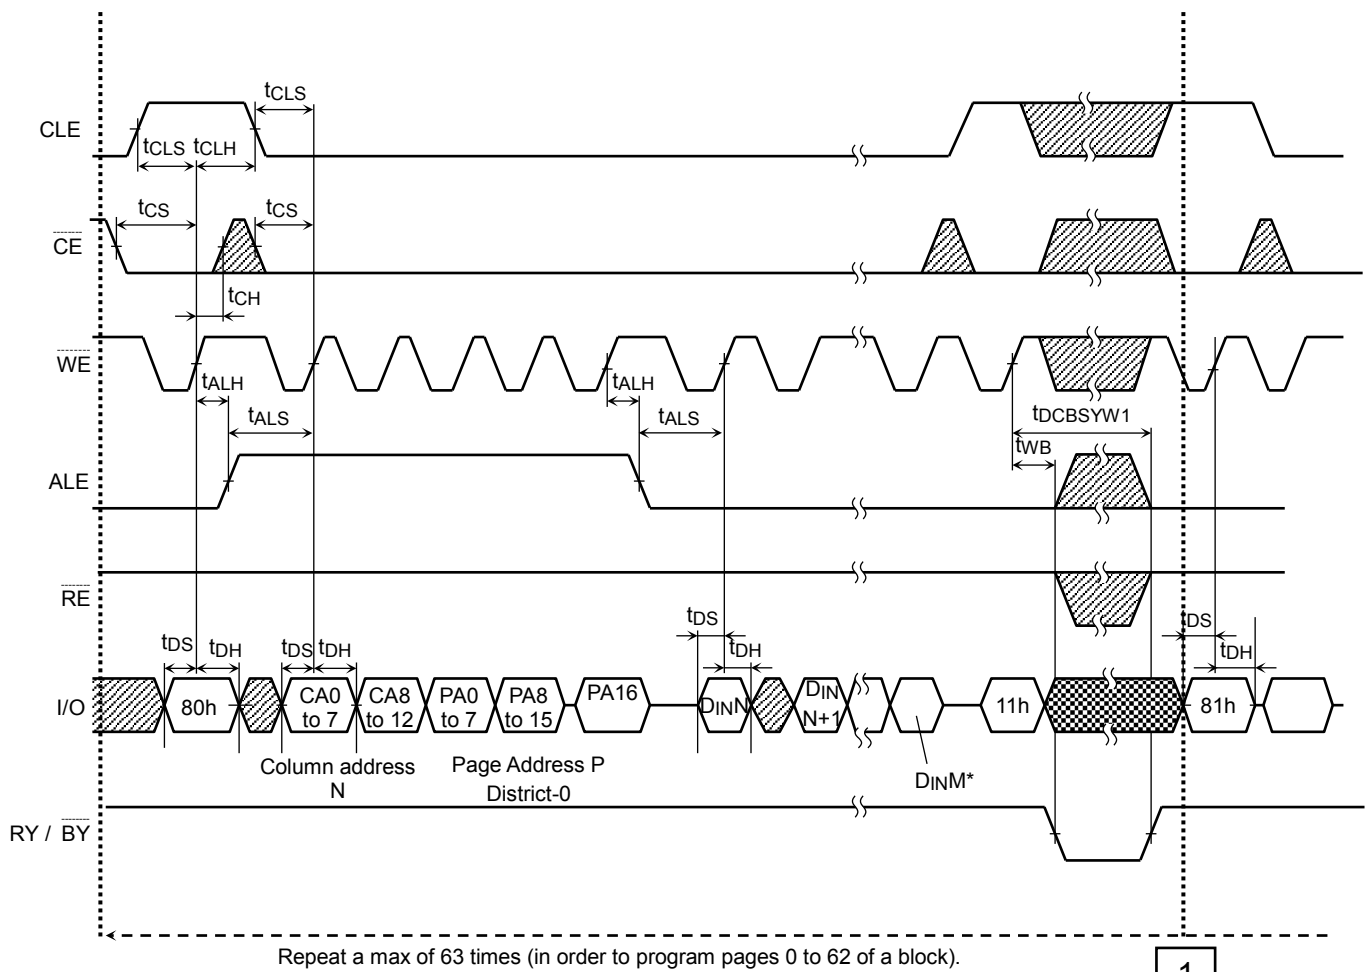 tCLS
CLE
tCLS tCLH
tCS tCS
CE
tCH
WE
tALH tALH
tALS tALS tDCBSYW1
tWB
ALE
RE
tDS tDH tDS tDH tDS tDH tDS tDH
I/O 80h CA0 to 7 CA8 to 12 PA0 to 7 PA8 to 15 PA16 DINN DIN N+1 11h 81h
Column address N
Page Address P
District-0
DINM*
RY / BY
Repeat a max of 63 times (in order to program pages 0 to 62 of a block).
1